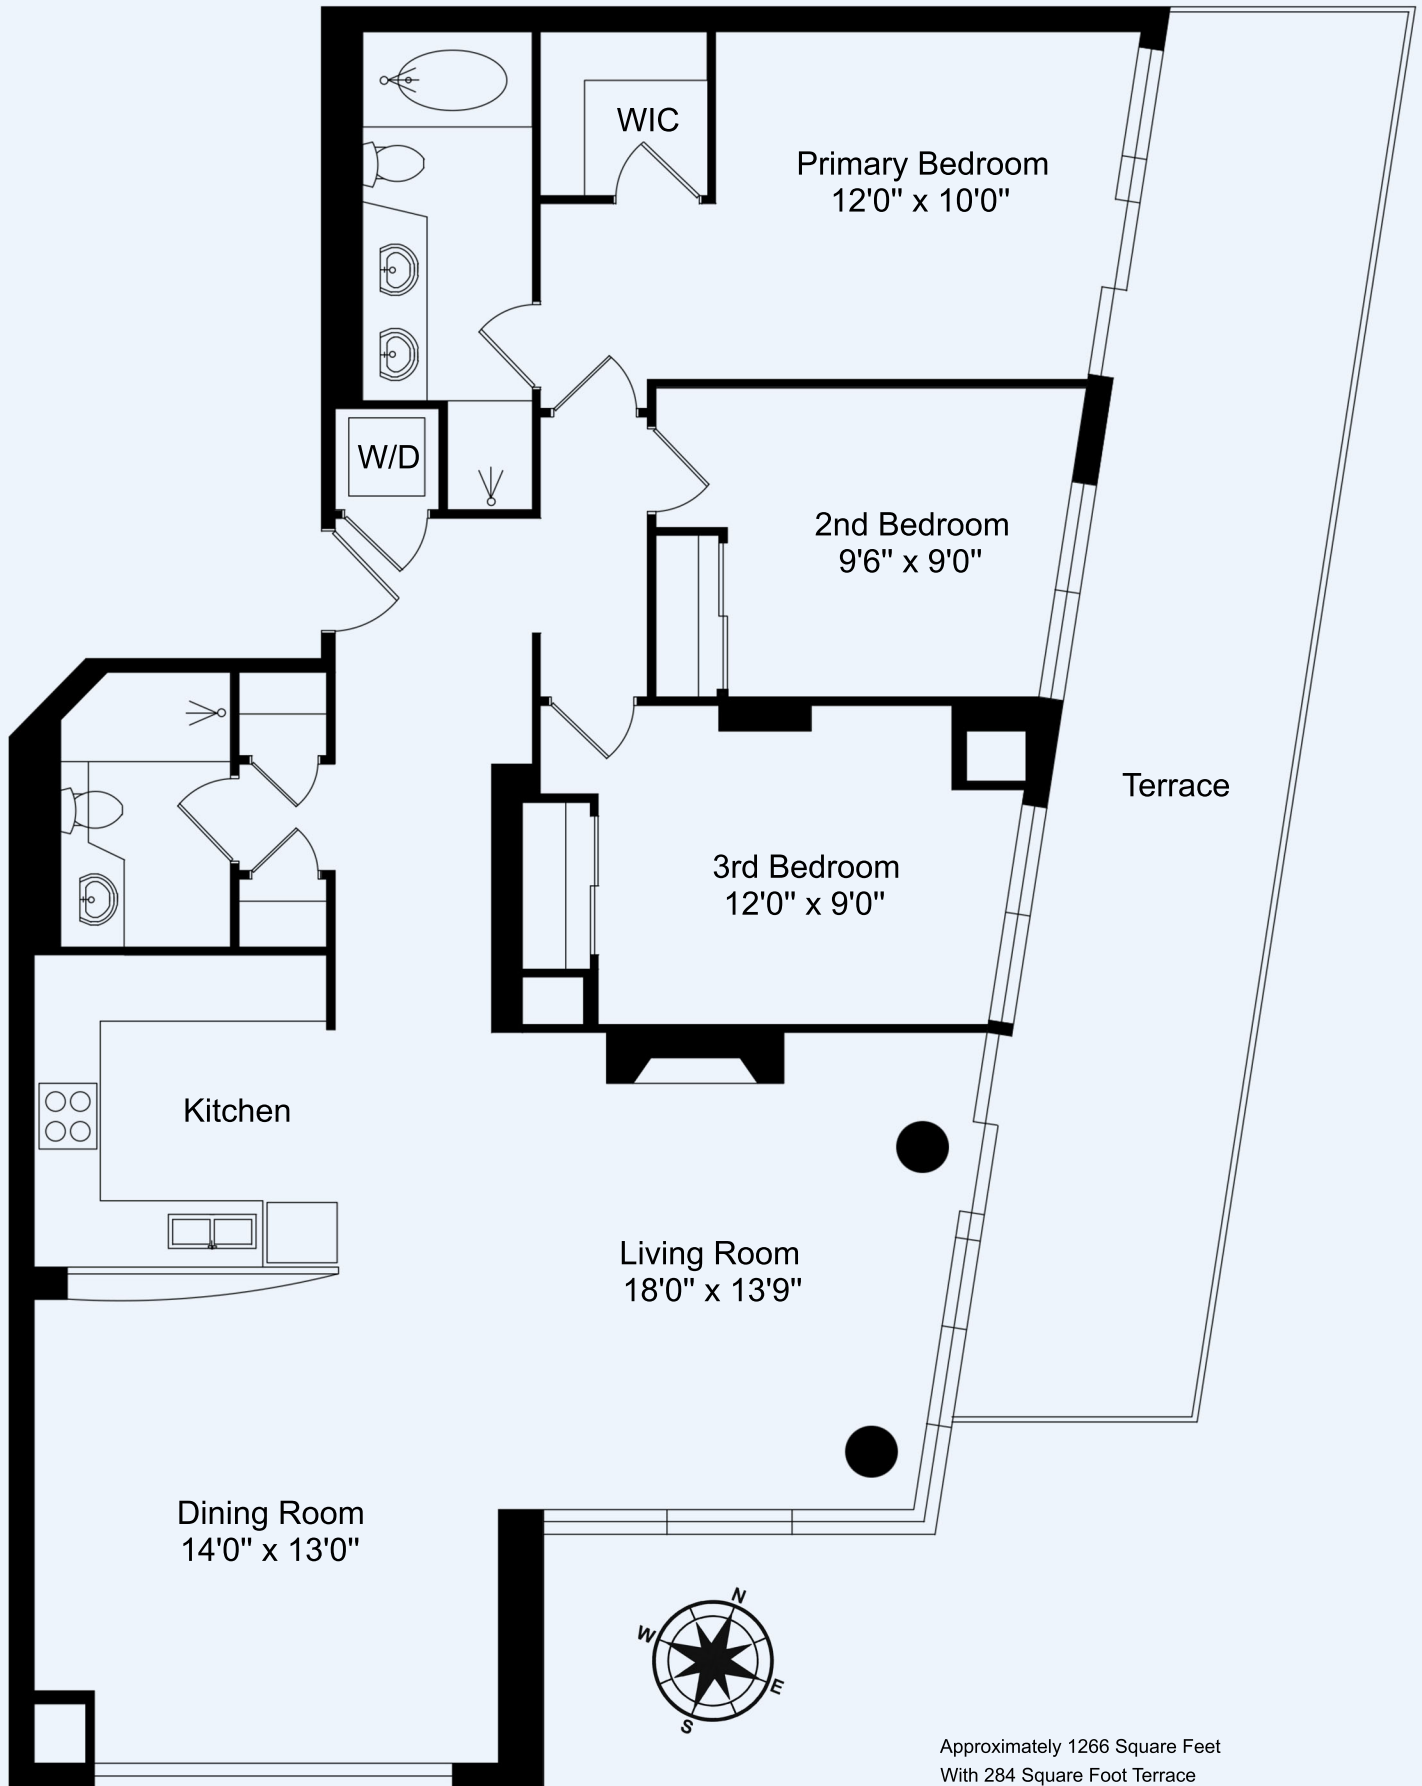 WIC
Primary Bedroom
12'0" x 10'0"
W/D
2nd Bedroom
9'6" x 9'0"
Terrace
3rd Bedroom
12'0" x 9'0"
Kitchen
Living Room
18'0" x 13'9"
Dining Room
14'0" x 13'0"
N
W
E
S
Approximately 1266 Square Feet
With 284 Square Foot Terrace